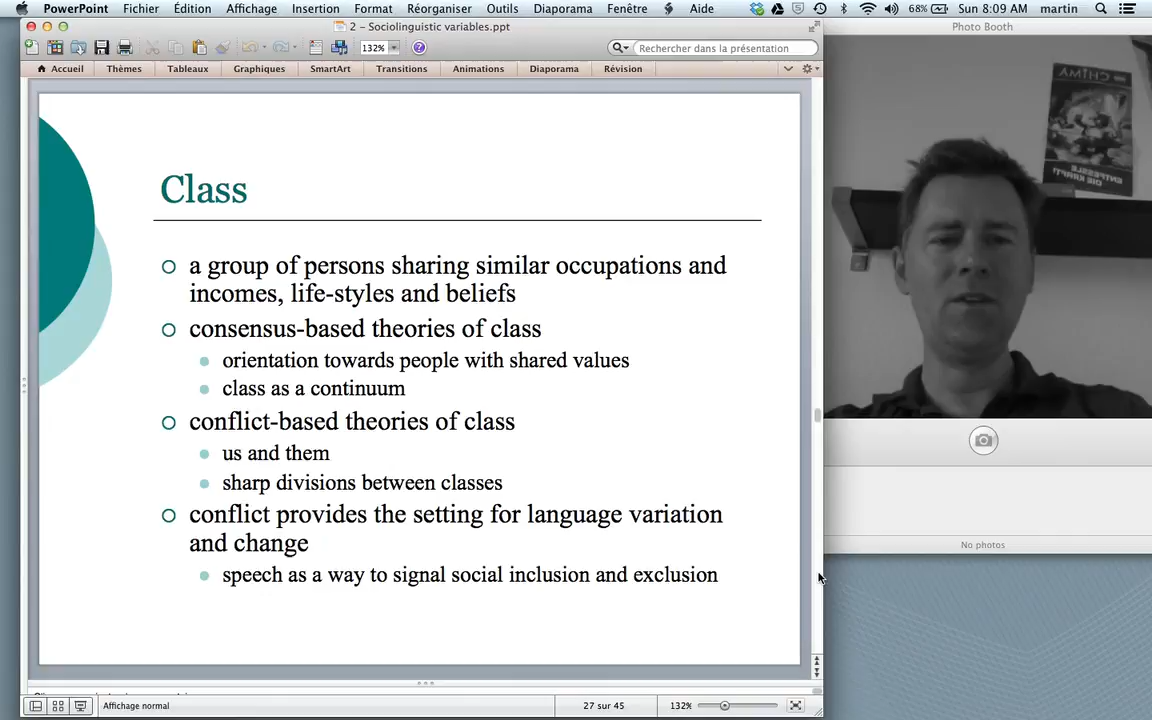 PowerPoint Fichier Édition Affichage Insertion Format Réorganiser Outils Diaporama Fenêtre Aide 68% Sun 8:09 AM martin
2 – Sociolinguistic variables.ppt
Photo Booth
132% Rechercher dans la présentation
Accueil Thèmes Tableaux Graphiques SmartArt Transitions Animations Diaporama Révision
CHIMA
ENTFESSELE
DIE KRAFT!
Class
a group of persons sharing similar occupations and
incomes, life-styles and beliefs
consensus-based theories of class
orientation towards people with shared values
class as a continuum
conflict-based theories of class
us and them
sharp divisions between classes
conflict provides the setting for language variation
and change
speech as a way to signal social inclusion and exclusion
No photos
Affichage normal 27 sur 45 132%